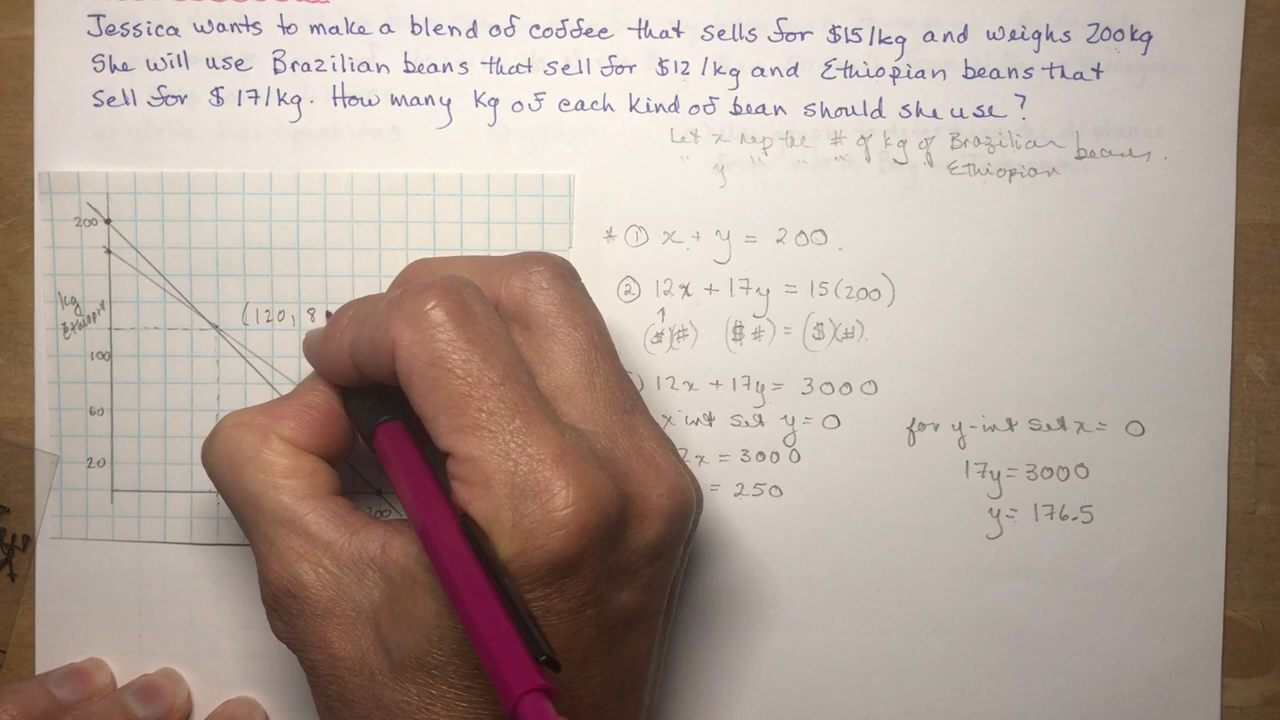 Jessica wants to make a blend of coffee that sells for $15/kg and weighs 200kg
She will use Brazilian beans that sell for $12/kg and Ethiopian beans that
sell for $17/kg. How many kg of each kind of bean should she use?
Let x rep the # of kg of Brazilian beans.
" y " " " " Ethiopian
200
kg
(120, 8
100
60
20
200
* ① x + y = 200.
② 12x + 17y = 15(200)
↑
($)(#) ($ #) = ($)(#).
) 12x + 17y = 3000
x int set y = 0
2x = 3000
= 250
for y-int set x = 0
17y = 3000
y = 176.5